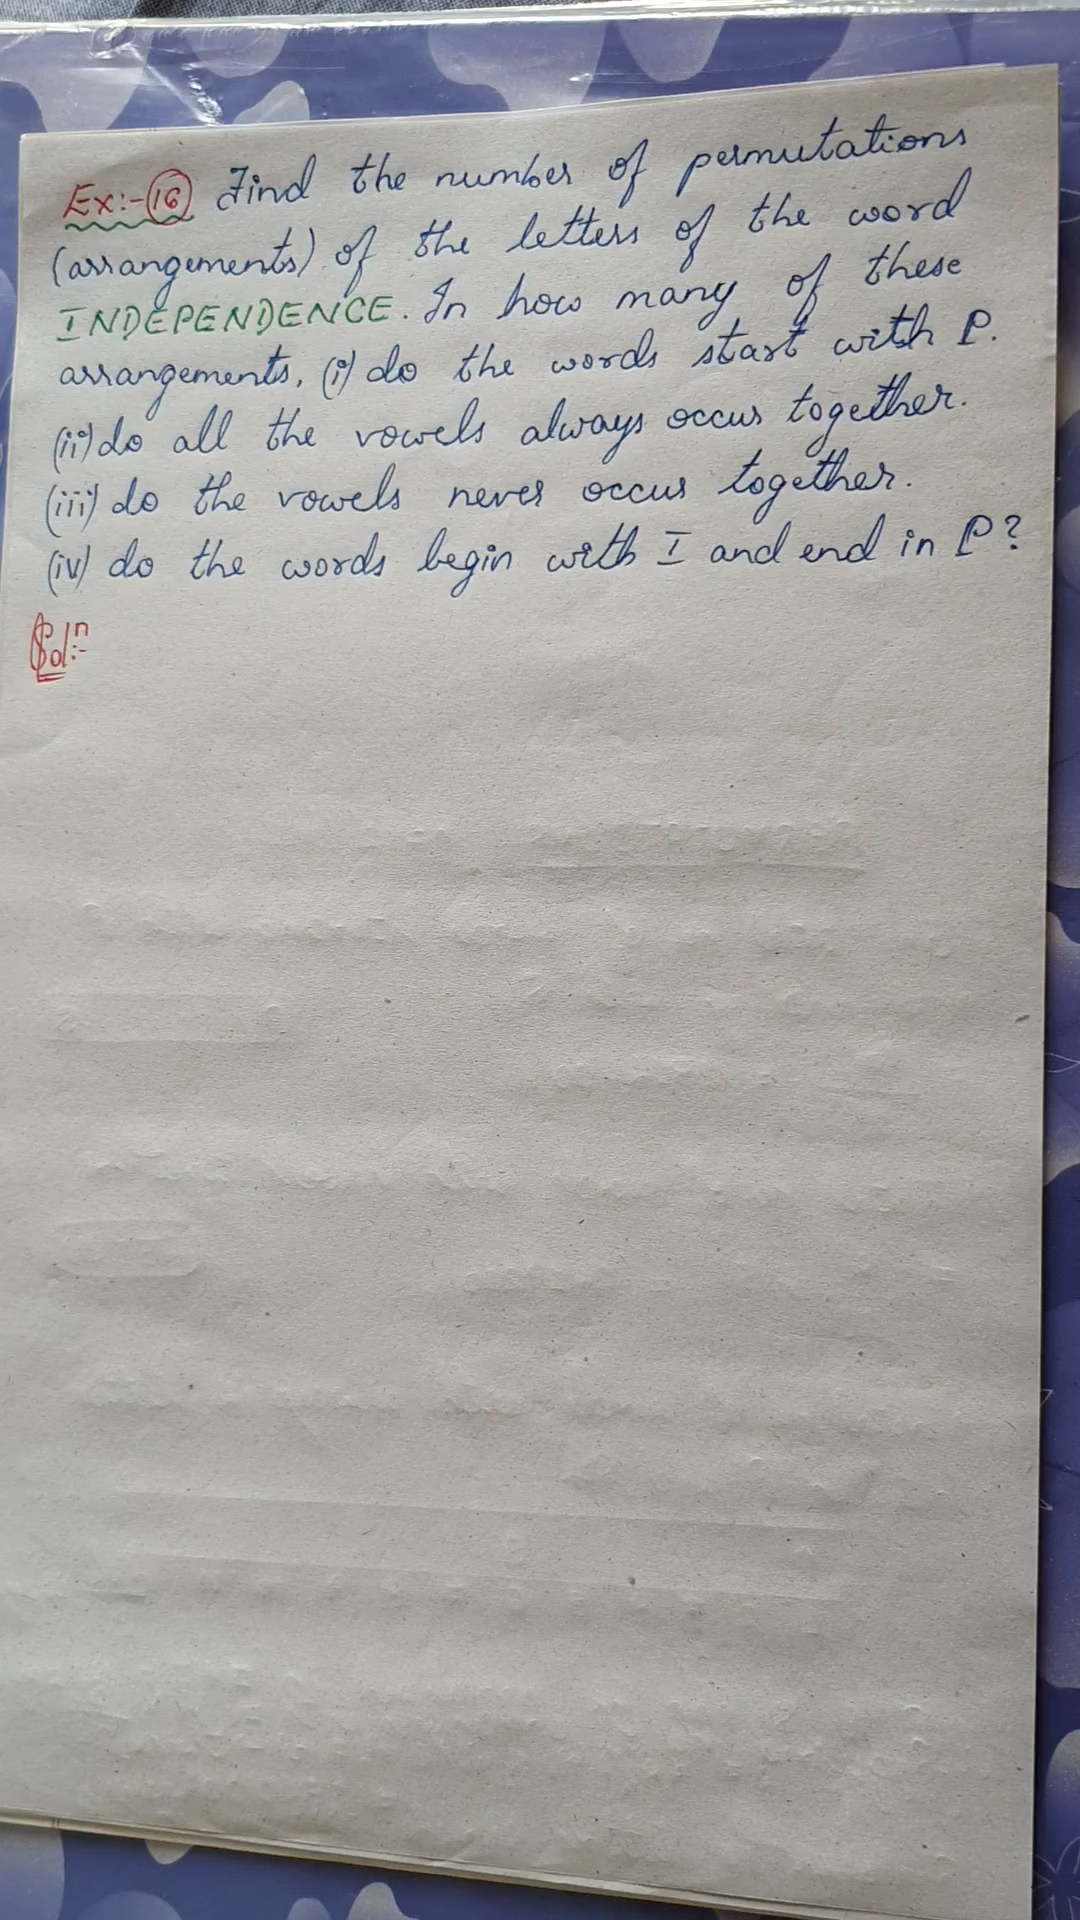 Ex:-(16) Find the number of permutations
(arrangements) of the letters of the word
INDEPENDENCE. In how many of these
arrangements, (i) do the words start with P.
(ii) do all the vowels always occur together.
(iii) do the vowels never occur together.
(iv) do the words begin with I and end in P?
Solⁿ:-